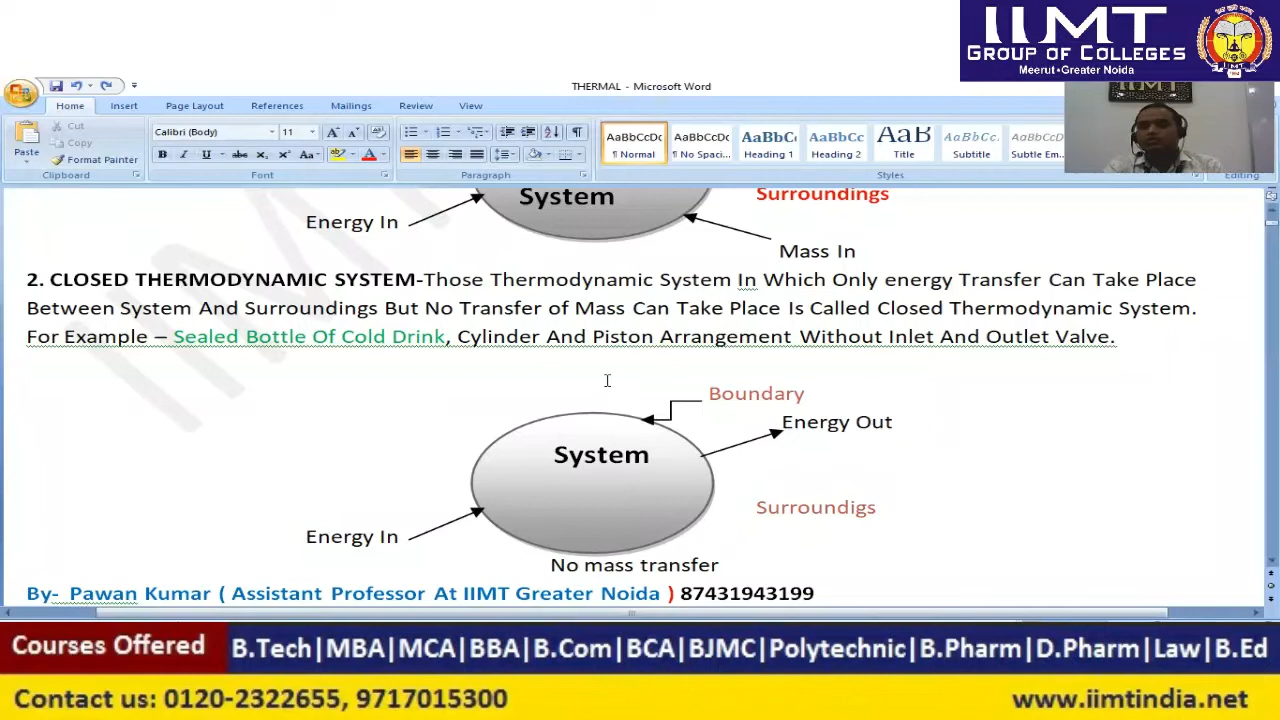 IIMT
GROUP OF COLLEGES
Meerut•Greater Noida
THERMAL - Microsoft Word
Home Insert Page Layout References Mailings Review View
Paste
Cut
Copy
Format Painter
Clipboard
Calibri (Body) 11
Font
Paragraph
AaBbCcDc AaBbCcDc AaBbCc AaBbCc AaB AaBbCc. AaBbCcDc
¶ Normal ¶ No Spaci... Heading 1 Heading 2 Title Subtitle Subtle Em...
Styles
Editing
System
Surroundings
Energy In
Mass In
2. CLOSED THERMODYNAMIC SYSTEM-Those Thermodynamic System In Which Only energy Transfer Can Take Place
Between System And Surroundings But No Transfer of Mass Can Take Place Is Called Closed Thermodynamic System.
For Example – Sealed Bottle Of Cold Drink, Cylinder And Piston Arrangement Without Inlet And Outlet Valve.
Boundary
Energy Out
System
Surroundigs
Energy In
No mass transfer
By- Pawan Kumar ( Assistant Professor At IIMT Greater Noida ) 87431943199
Courses Offered
B.Tech|MBA|MCA|BBA|B.Com|BCA|BJMC|Polytechnic|B.Pharm|D.Pharm|Law|B.Ed
Contact us: 0120-2322655, 9717015300
www.iimtindia.net